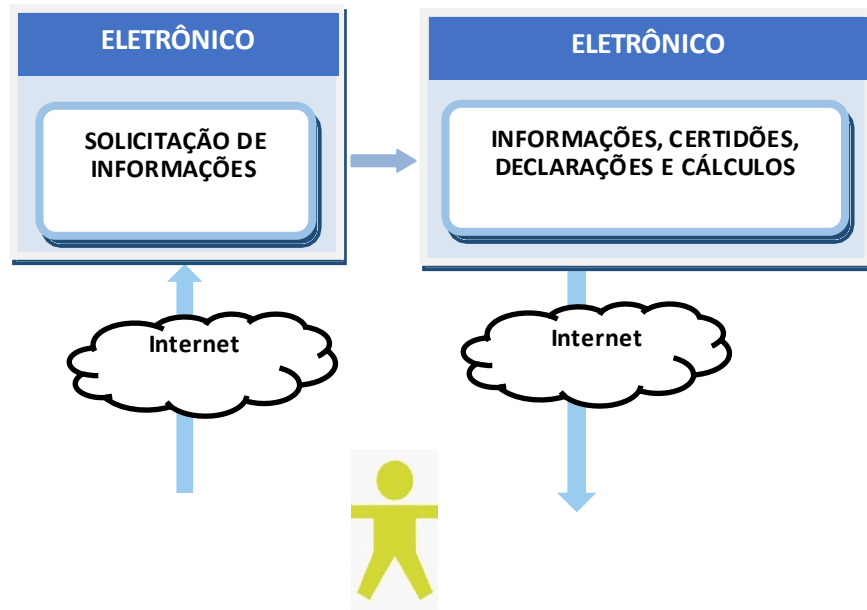 ELETRÔNICO
SOLICITAÇÃO DE
INFORMAÇÕES
ELETRÔNICO
INFORMAÇÕES, CERTIDÕES,
DECLARAÇÕES E CÁLCULOS
Internet
Internet